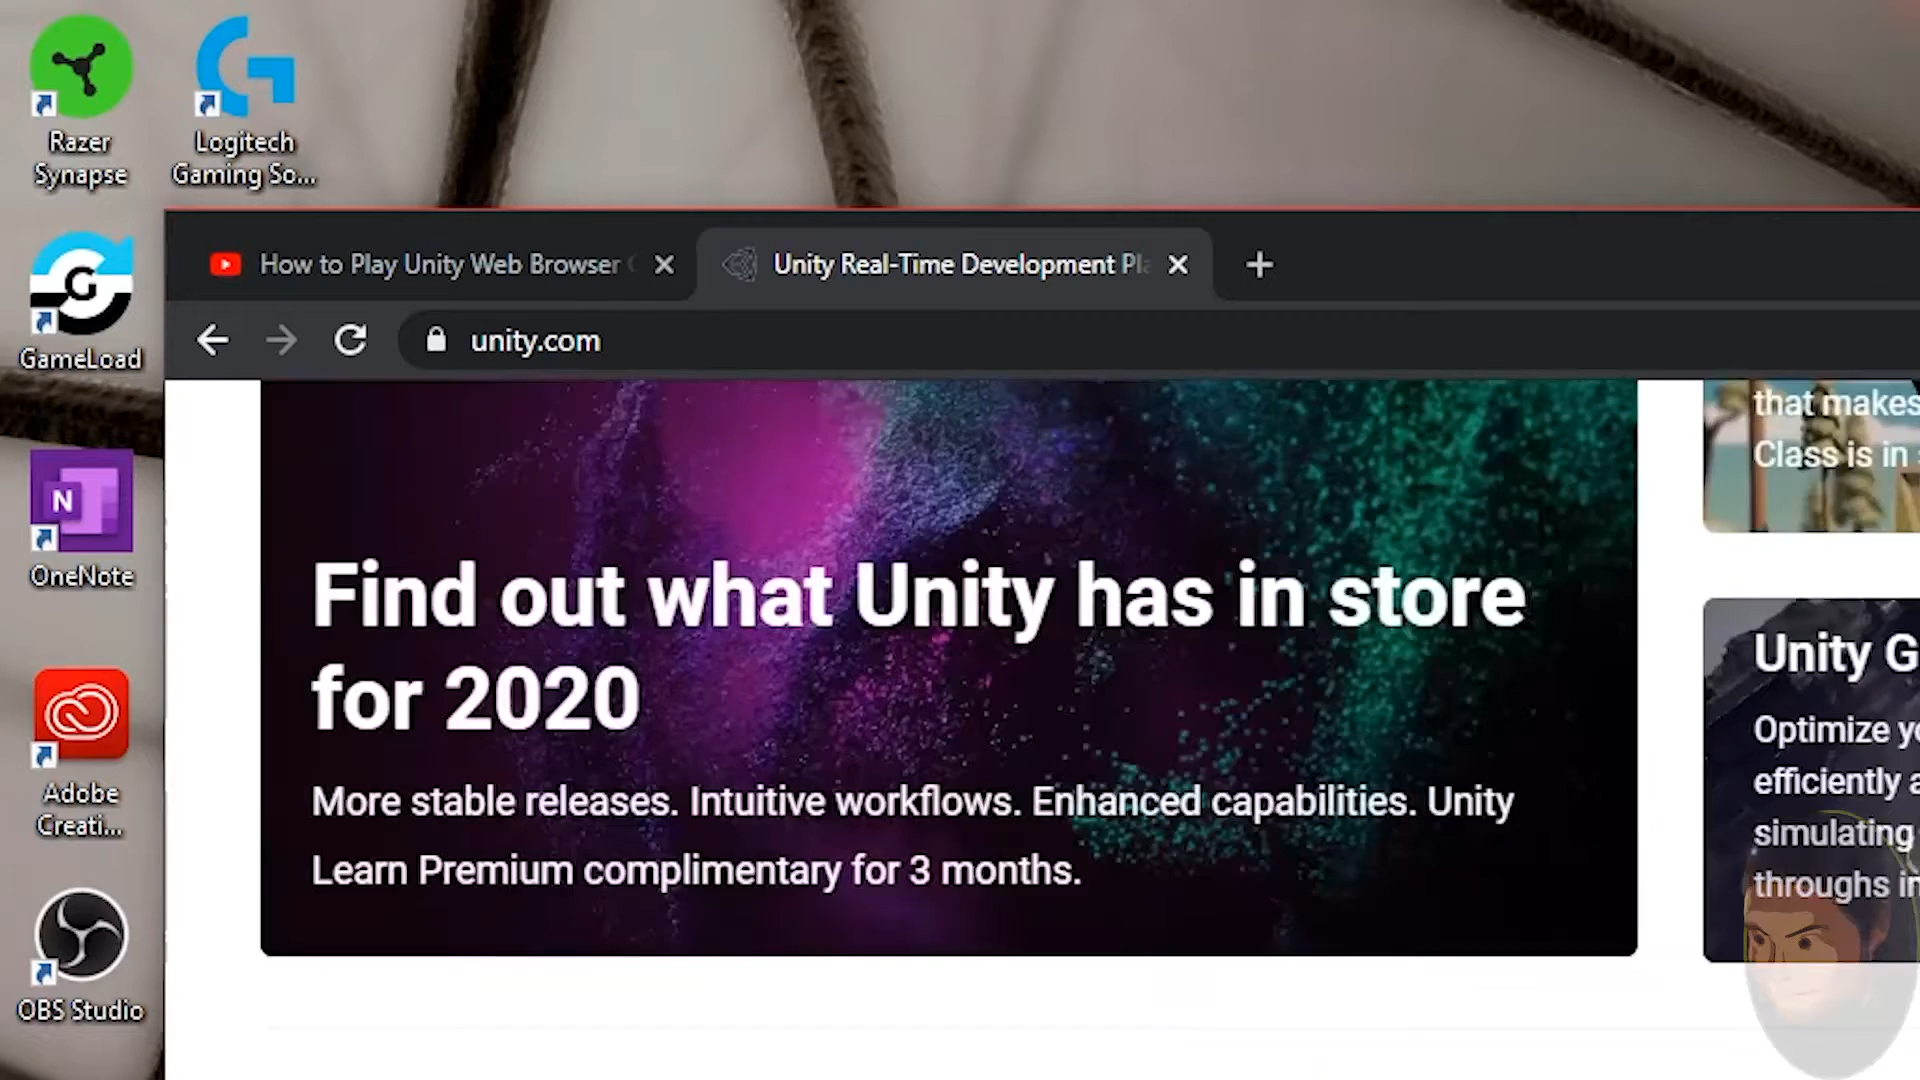 Razer
Synapse
Logitech
Gaming So...
GameLoad
N
OneNote
Adobe
Creati...
OBS Studio
How to Play Unity Web Browser
Unity Real-Time Development Pla
unity.com
Find out what Unity has in store
for 2020
More stable releases. Intuitive workflows. Enhanced capabilities. Unity
Learn Premium complimentary for 3 months.
that makes
Class is in
Unity G
Optimize yo
efficiently a
simulating
throughs in